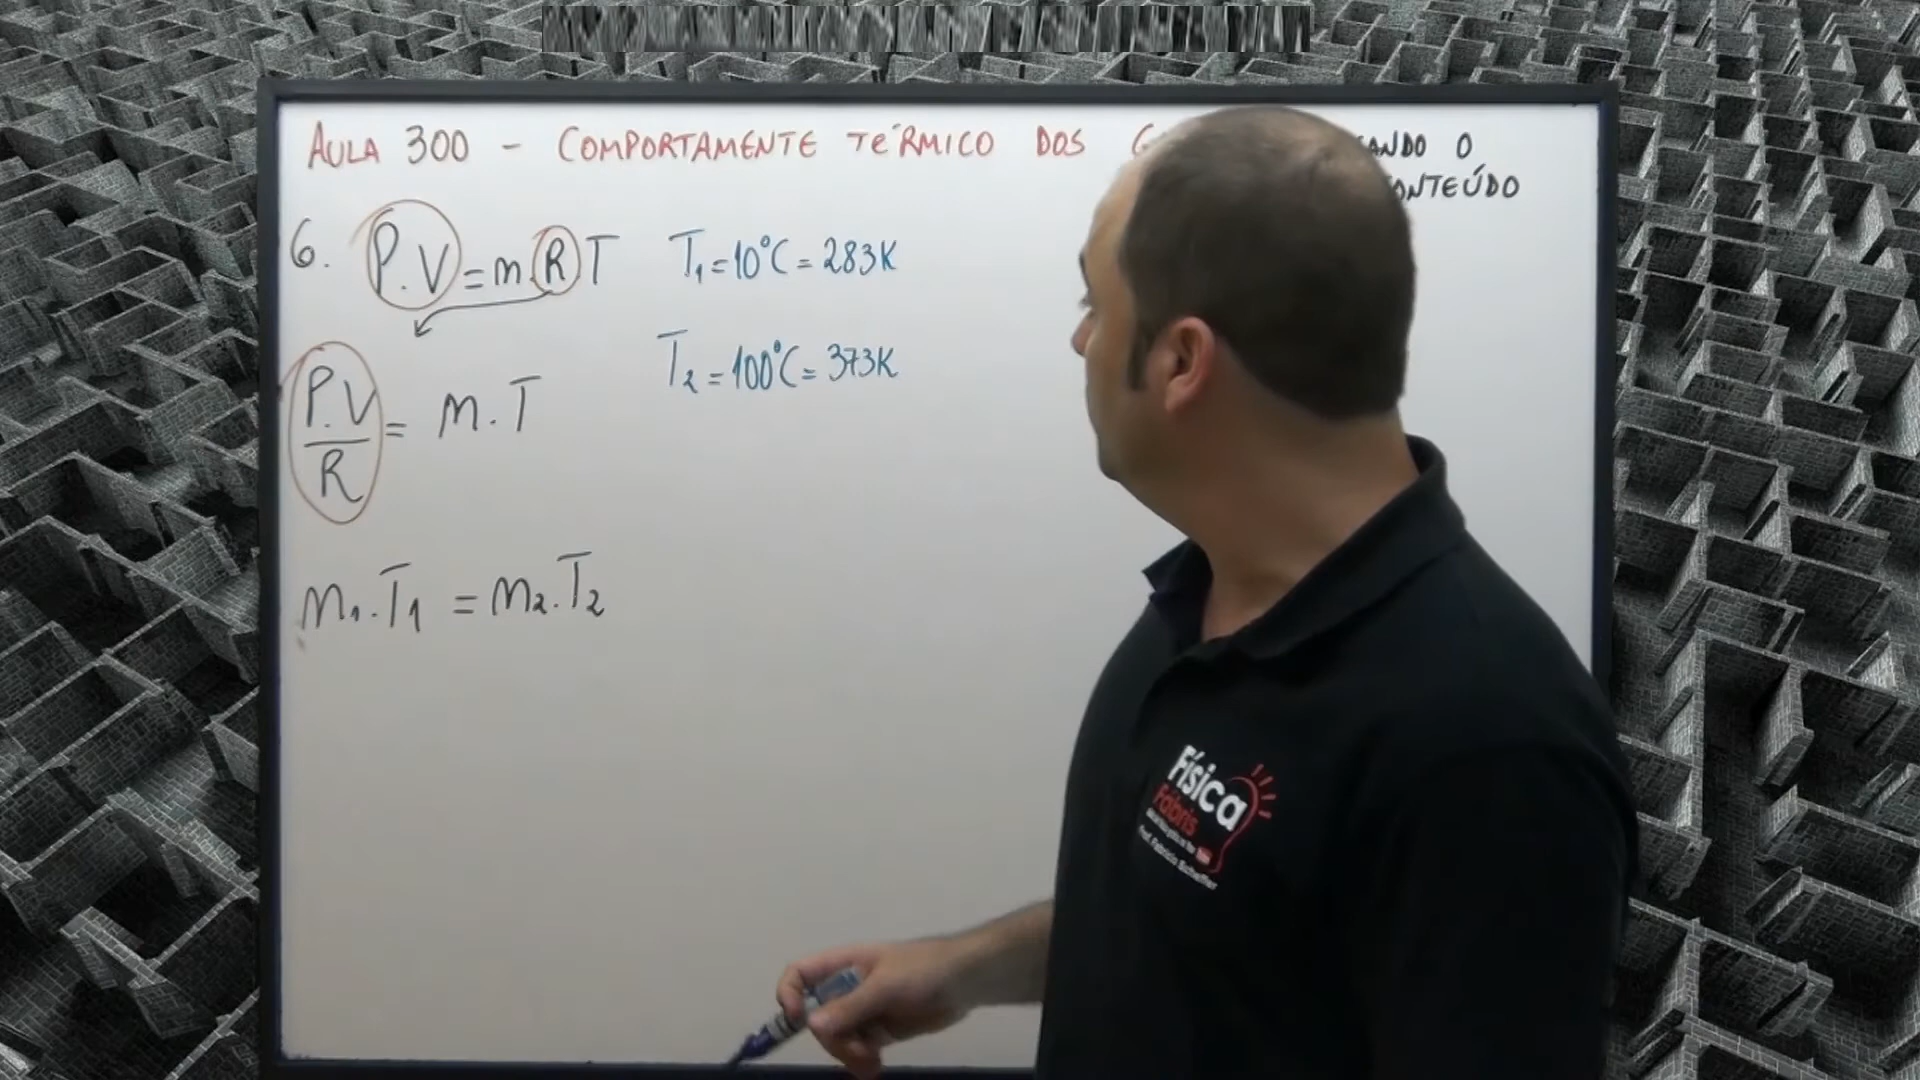 AULA 300 - COMPORTAMENTE TÉRMICO DOS
ANDO O
ONTEÚDO
6. P.V = m.R T
T1 = 10°C = 283K
T2 = 100°C = 373K
P.V
R
= m.T
m1.T1 = m2.T2
Física
Fábris